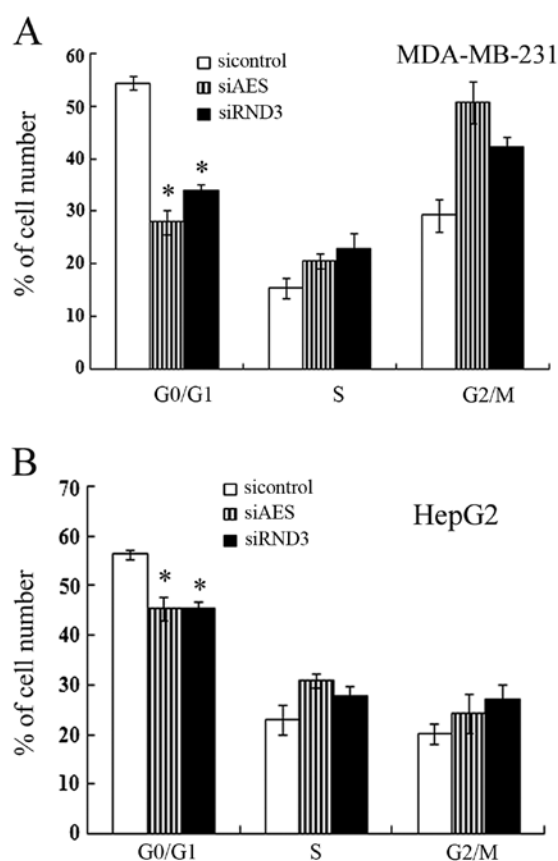 A
MDA-MB-231
sicontrol
siAES
siRND3
% of cell number
60
50
40
30
20
10
0
* *
G0/G1 S G2/M
B
HepG2
sicontrol
siAES
siRND3
% of cell number
70
60
50
40
30
20
10
0
* *
G0/G1 S G2/M